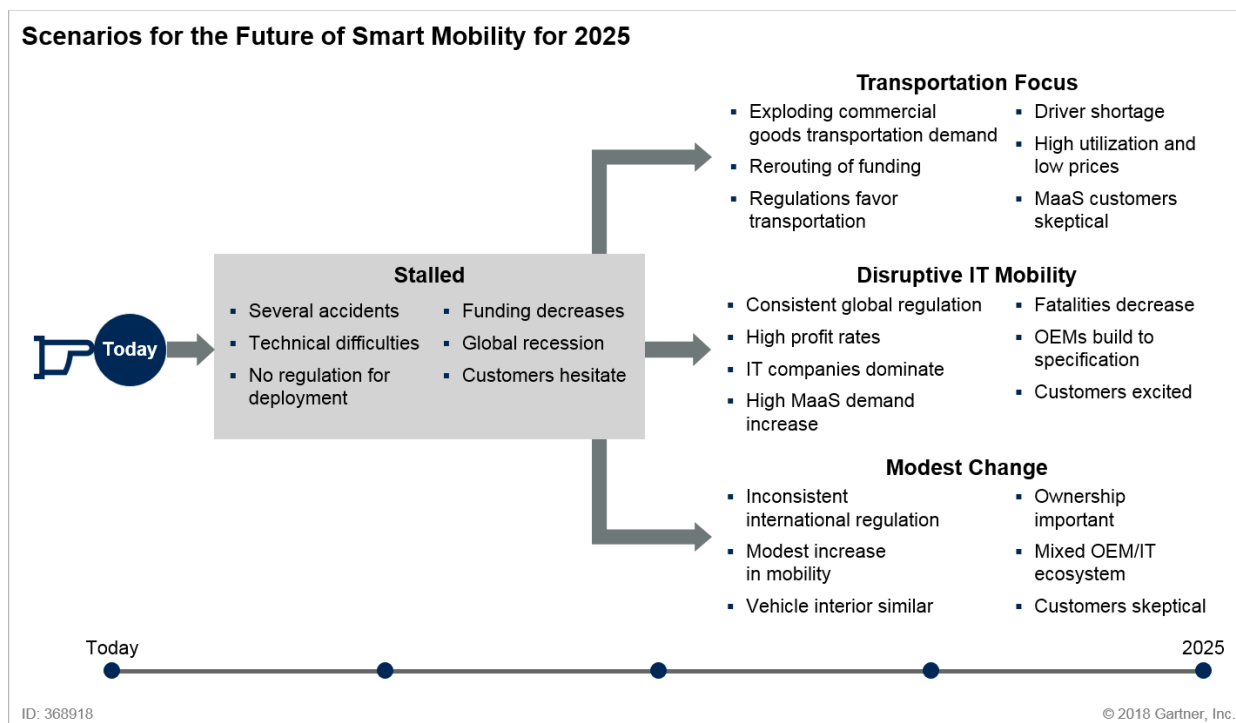 Scenarios for the Future of Smart Mobility for 2025
Today
Stalled
Several accidents
Technical difficulties
No regulation for
deployment
Funding decreases
Global recession
Customers hesitate
Transportation Focus
Exploding commercial
goods transportation demand
Rerouting of funding
Regulations favor
transportation
Driver shortage
High utilization and
low prices
MaaS customers
skeptical
Disruptive IT Mobility
Consistent global regulation
High profit rates
IT companies dominate
High MaaS demand
increase
Fatalities decrease
OEMs build to
specification
Customers excited
Modest Change
Inconsistent
international regulation
Modest increase
in mobility
Vehicle interior similar
Ownership
important
Mixed OEM/IT
ecosystem
Customers skeptical
Today
2025
ID: 368918
© 2018 Gartner, Inc.